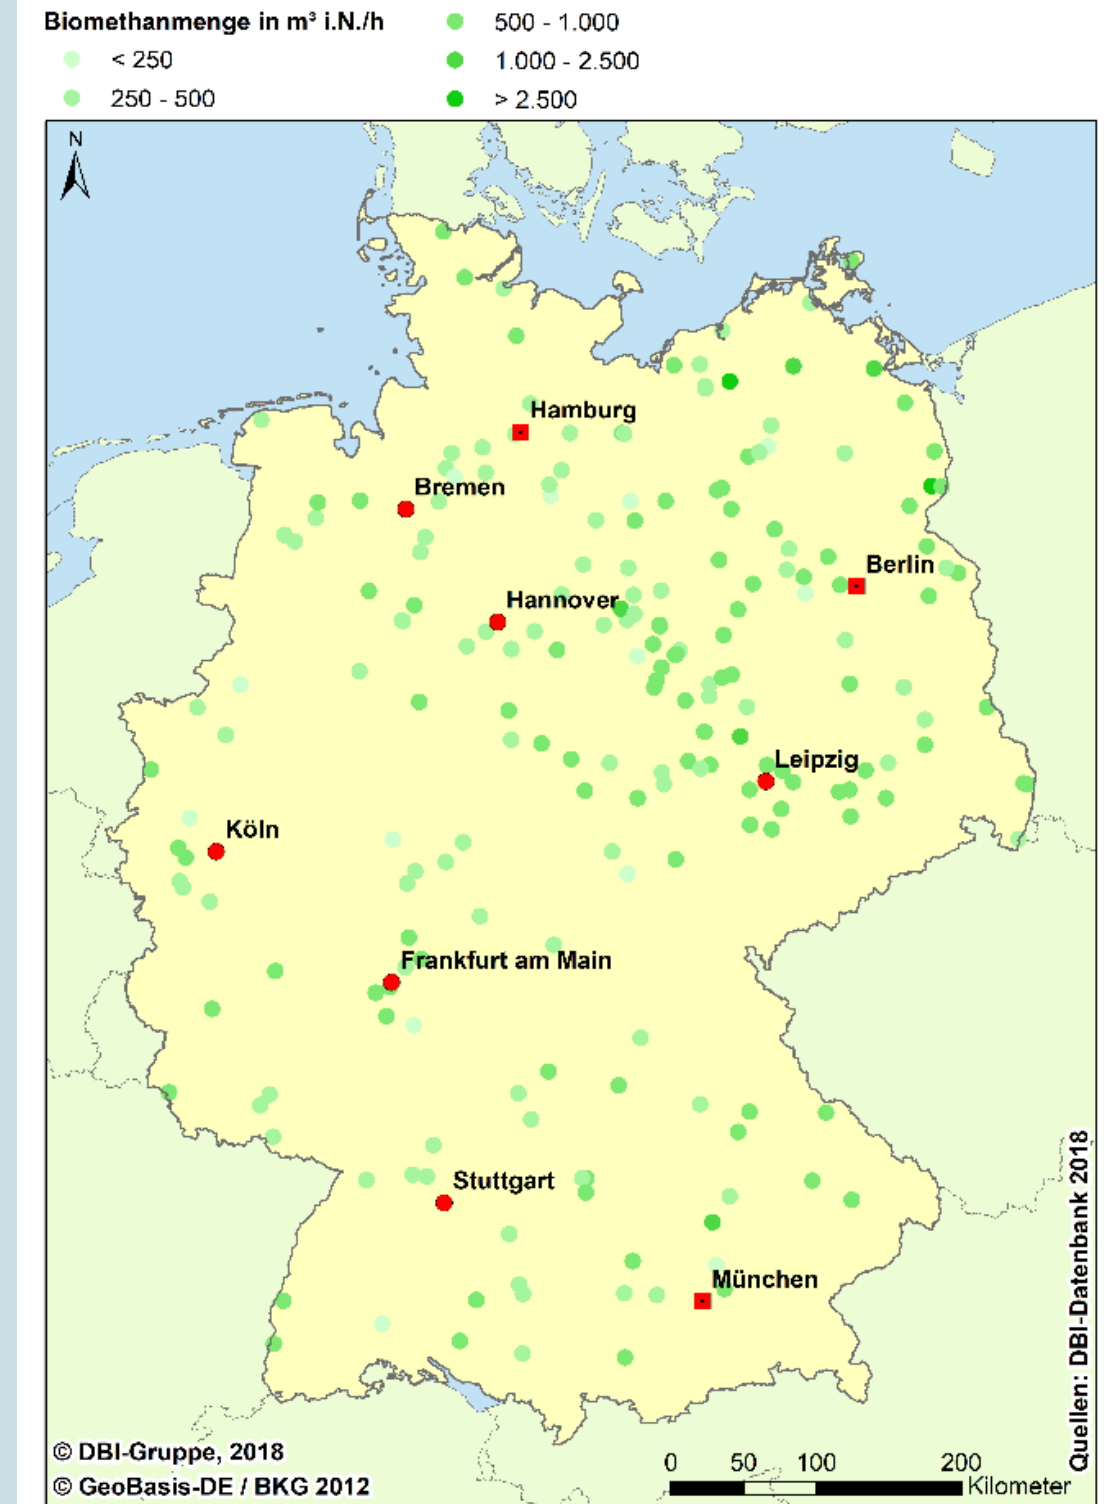 Biomethanmenge in m³ i.N./h
< 250
250 - 500
500 - 1.000
1.000 - 2.500
> 2.500
N
Hamburg
Bremen
Berlin
Hannover
Leipzig
Köln
Frankfurt am Main
Stuttgart
München
Quellen: DBI-Datenbank 2018
© DBI-Gruppe, 2018
© GeoBasis-DE / BKG 2012
0 50 100 200
Kilometer